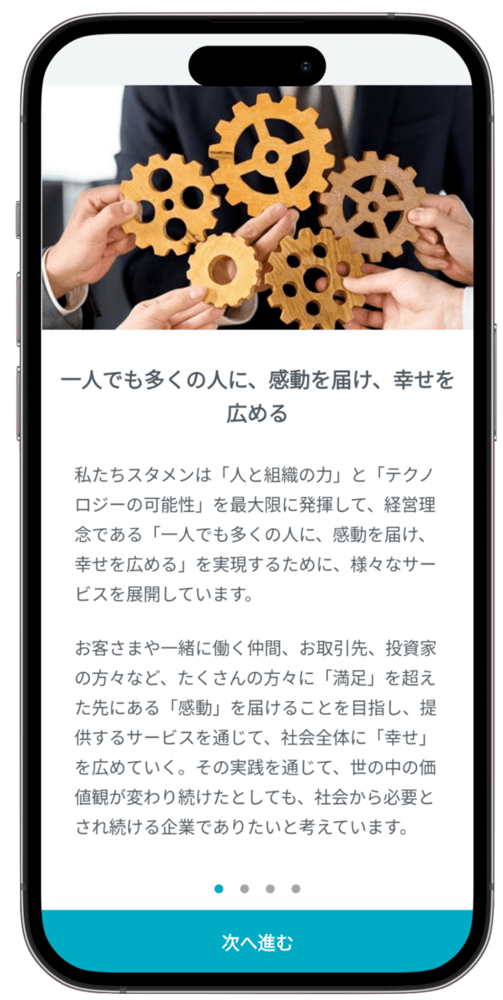 一人でも多くの人に、感動を届け、幸せを
広める
私たちスタメンは「人と組織の力」と「テクノ
ロジーの可能性」を最大限に発揮して、経営理
念である「一人でも多くの人に、感動を届け、
幸せを広める」を実現するために、様々なサー
ビスを展開しています。
お客さまや一緒に働く仲間、お取引先、投資家
の方々など、たくさんの方々に「満足」を超え
た先にある「感動」を届けることを目指し、提
供するサービスを通じて、社会全体に「幸せ」
を広めていく。その実践を通じて、世の中の価
値観が変わり続けたとしても、社会から必要と
され続ける企業でありたいと考えています。
次へ進む